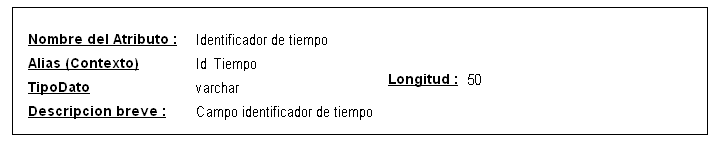 Nombre del Atributo : Identificador de tiempo
Alias (Contexto) Id Tiempo
TipoDato varchar Longitud : 50
Descripcion breve : Campo identificador de tiempo